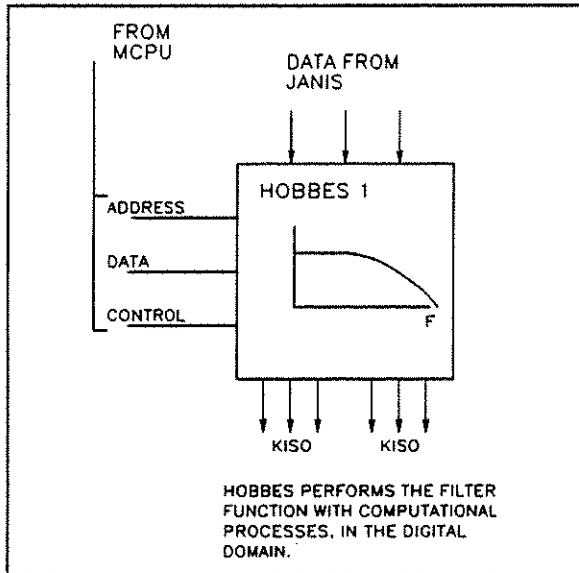 FROM
MCPU
DATA FROM
JANIS
HOBBES 1
ADDRESS
DATA
CONTROL
F
KISO KISO
HOBBES PERFORMS THE FILTER
FUNCTION WITH COMPUTATIONAL
PROCESSES, IN THE DIGITAL
DOMAIN.